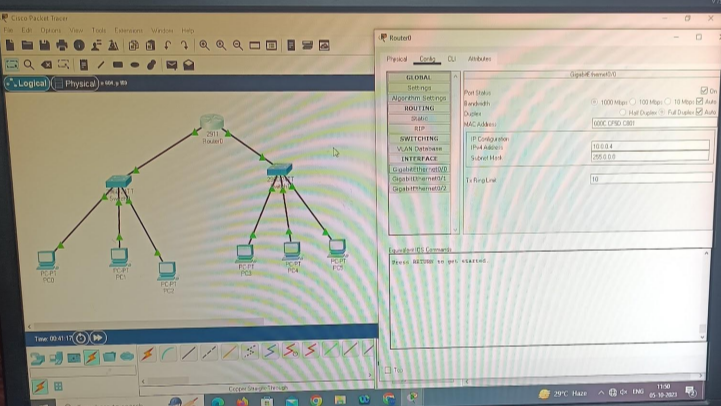 Cisco Packet Tracer
File Edit Options View Tools Extensions Window Help
Logical
Physical
2911
Router0
PC-PT
PC0
PC-PT
PC1
PC-PT
PC2
PC-PT
PC3
PC-PT
PC4
PC-PT
PC5
Time: 00:41:17
Copper Straight-Through
Router0
Physical Config CLI Attributes
GLOBAL
Settings
Algorithm Settings
ROUTING
Static
RIP
SWITCHING
VLAN Database
INTERFACE
GigabitEthernet0/0
GigabitEthernet0/1
GigabitEthernet0/2
GigabitEthernet0/0
Port Status On
Bandwidth 1000 Mbps 100 Mbps 10 Mbps Auto
Duplex Half Duplex Full Duplex Auto
MAC Address
IP Configuration
IPv4 Address 10.0.0.4
Subnet Mask 255.0.0.0
Tx Ring Limit 10
Equivalent IOS Commands
Press RETURN to get started
Top
29°C Haze
ENG
11:50
05-10-2023